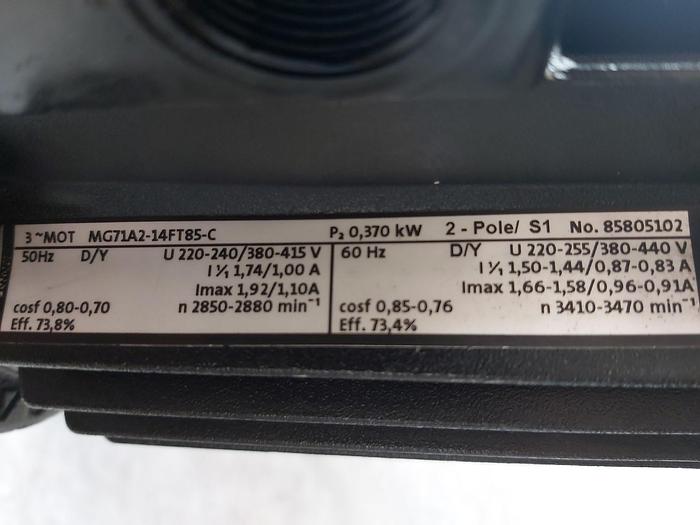 3 ~MOT MG71A2-14FT85-C P₂ 0,370 kW 2 - Pole/ S1 No. 85805102
50Hz D/Y U 220-240/380-415 V
I ¹/₁ 1,74/1,00 A
Imax 1,92/1,10A
cosf 0,80-0,70 n 2850-2880 min⁻¹
Eff. 73,8%
60 Hz D/Y U 220-255/380-440 V
I ¹/₁ 1,50-1,44/0,87-0,83 A
Imax 1,66-1,58/0,96-0,91A
cosf 0,85-0,76 n 3410-3470 min⁻¹
Eff. 73,4%